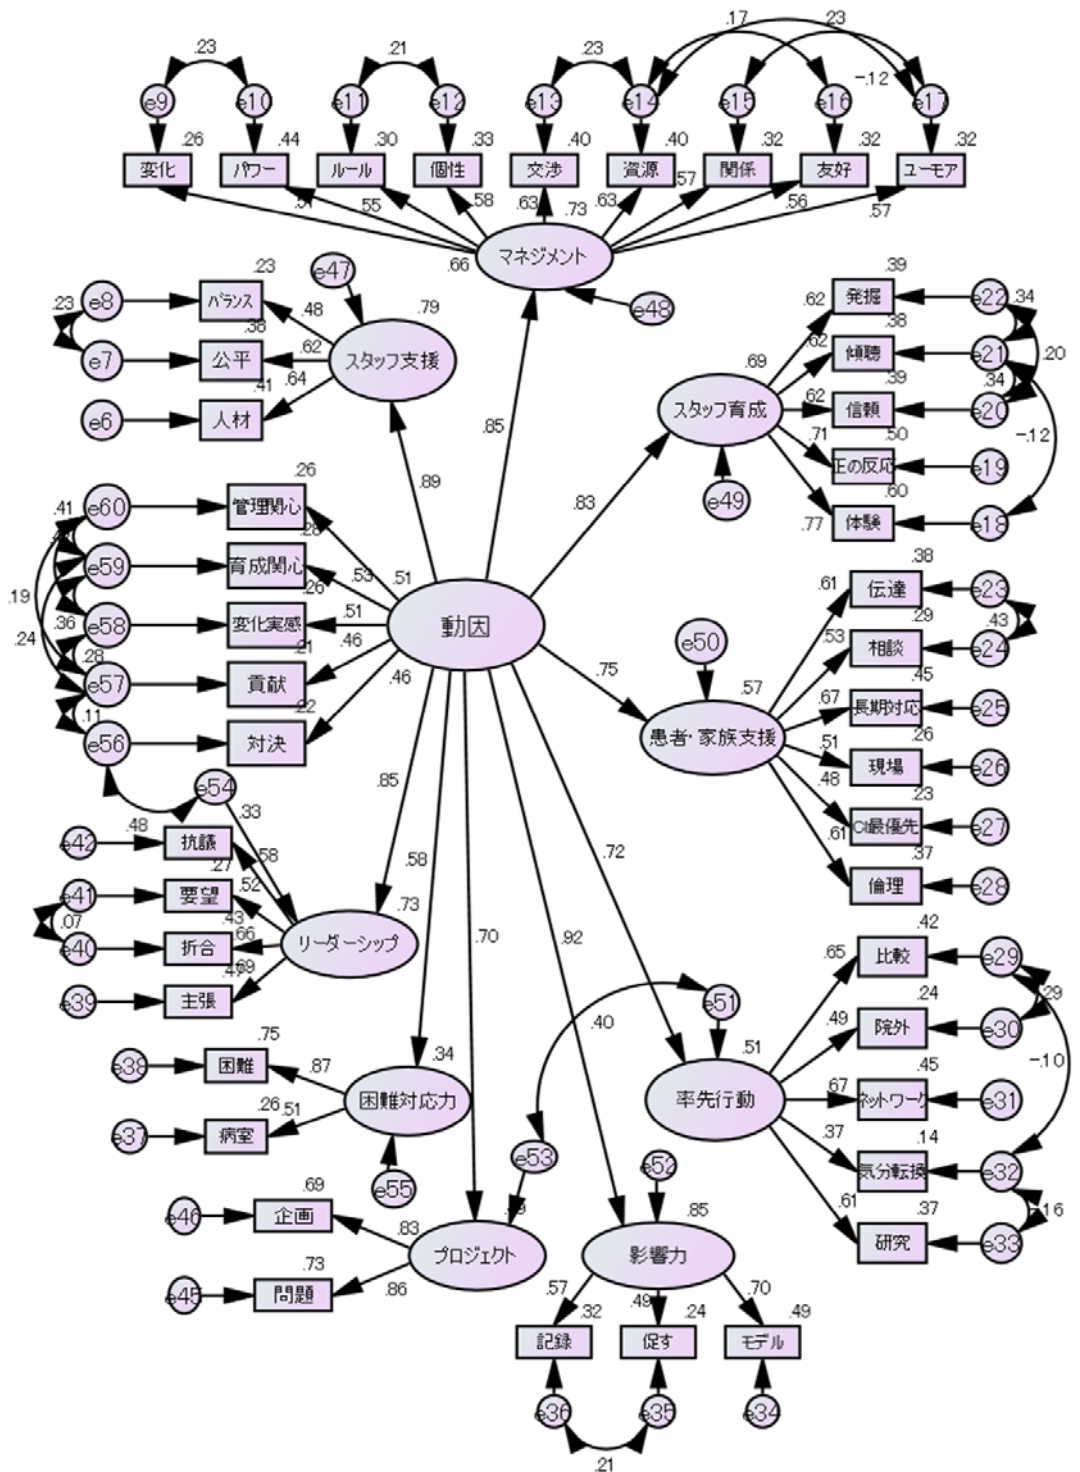 .17 .23
.23 .21 .23 -.12
e9 e10 e11 e12 e13 e14 e15 e16 e17
.26 .44 .30 .33 .40 .40 .32 .32 .32
変化 パワー ルール 個性 交渉 資源 関係 友好 ユーモア
.55 .58 .63 .73 .63 .57 .56 .57
.66 マネジメント
e47 e48
.23 .79
e8 バランス .48
.23 .38 スタッフ支援
e7 公平 .62
.41 .64
e6 人材
.85
.89
.39
.62 発掘 e22 .34
.38
.69 .62 傾聴 e21 .20
.39
スタッフ育成 .62 信頼 .34 e20
.71 .50 -.12
正の反応 e19
e49 .60
.83 .77 体験 e18
.26
.41 e60 管理関心
.28
e59 育成関心 .53 .51
.26
.19 .36 e58 変化実感 .51 動因
.21
.24 .28 e57 貢献 .46
.22
.11 e56 対決 .46
.38
.61 伝達 e23
.29 .43
e50 .53 相談 e24
.45
.75 .57 .67 長期対応 e25
.26
患者・家族支援 .51 現場 e26
.23
.48 CI最優先 e27
.37
.61 倫理 e28
e54 .33
.48 .85
e42 抗議 .58
.27
e41 要望 .52
.43 .73
.07 e40 折合 .66 リーダーシップ
.69
e39 主張
.58 .70 .92 .72
.75
e38 困難 .87 .34
.26 困難対応力
e37 病室 .51
e55
.42
.65 比較 e29
.24 .29
e51 .49 院外 e30
.40 .51 .45 -.10
率先行動 .67 ネットワーク e31
.14
.37 気分転換 e32
.37
.61 研究 e33
e53 e52
.69
e46 企画 .83
プロジェクト
.73
e45 問題 .86
.85
影響力
.57 .49 .70
.32 .24 .49
記録 促す モデル
e36 e35 e34
.21